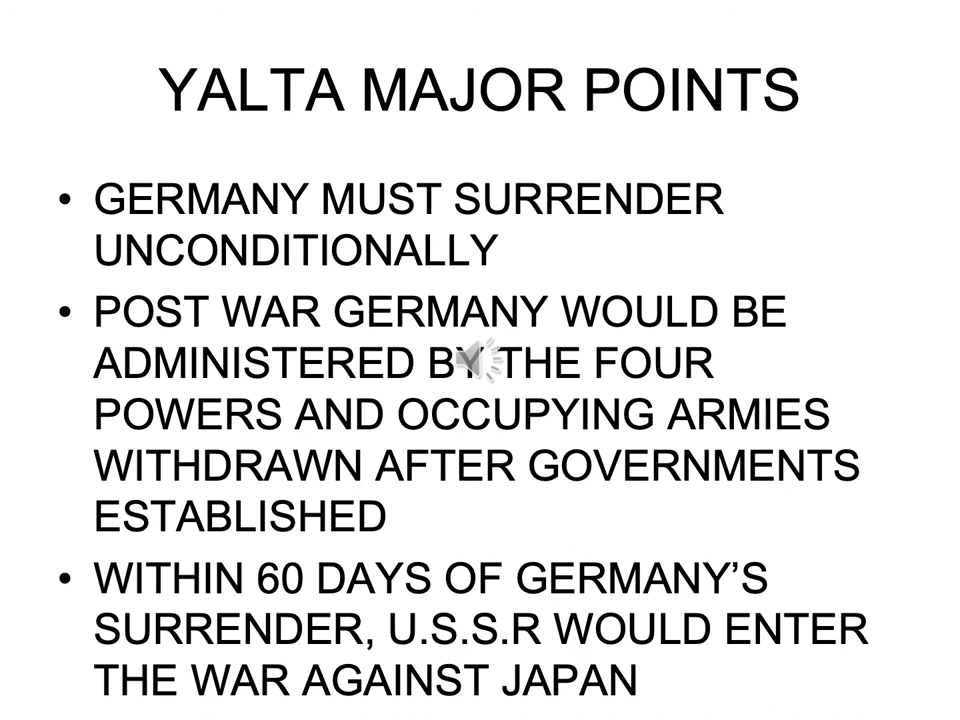 YALTA MAJOR POINTS
• GERMANY MUST SURRENDER
UNCONDITIONALLY
• POST WAR GERMANY WOULD BE
ADMINISTERED BY THE FOUR
POWERS AND OCCUPYING ARMIES
WITHDRAWN AFTER GOVERNMENTS
ESTABLISHED
• WITHIN 60 DAYS OF GERMANY’S
SURRENDER, U.S.S.R WOULD ENTER
THE WAR AGAINST JAPAN